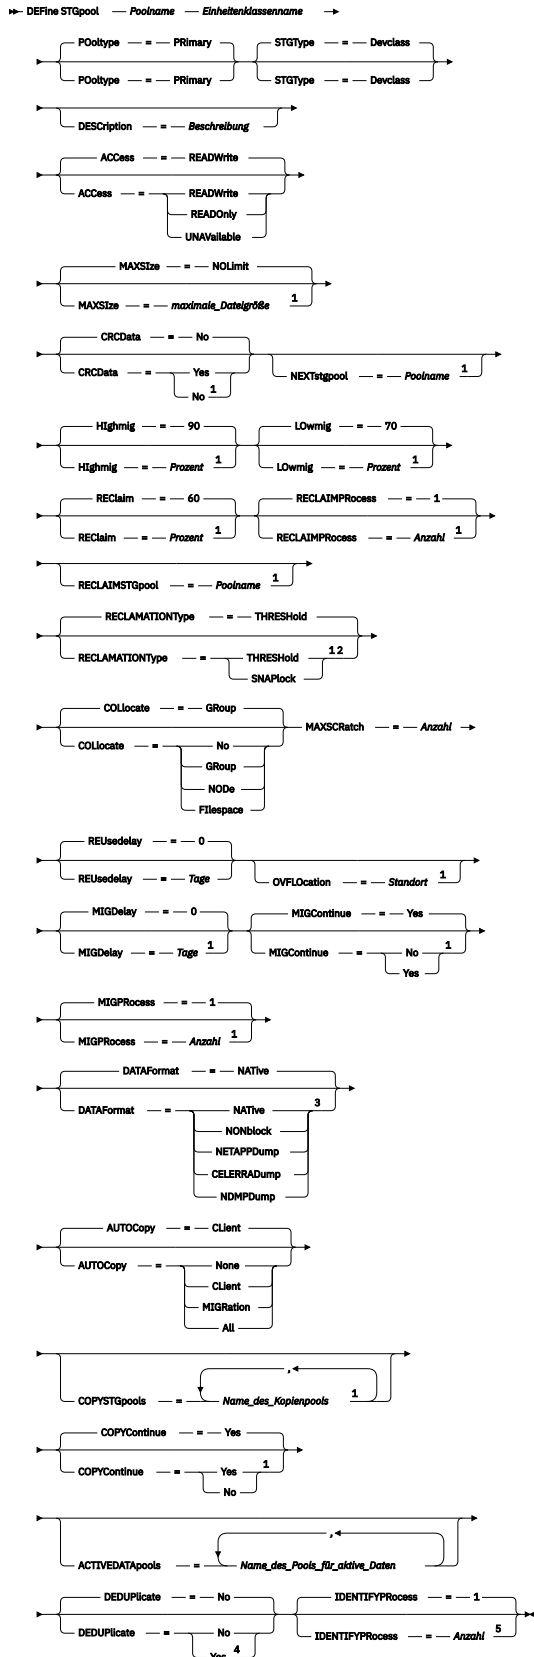 DEFine STGpool Poolname Einheitenklassenname
POoltype = PRimary STGType = Devclass
POoltype = PRimary STGType = Devclass
DESCription = Beschreibung
ACCess = READWrite
ACCess = READWrite
READOnly
UNAVailable
MAXSIze = NOLimit
MAXSIze = maximale_Dateigröße 1
CRCData = No
CRCData = Yes
No 1
NEXTstgpool = Poolname 1
HIghmig = 90 LOwmig = 70
HIghmig = Prozent 1 LOwmig = Prozent 1
REClaim = 60 RECLAIMPRocess = 1
REClaim = Prozent 1 RECLAIMPRocess = Anzahl 1
RECLAIMSTGpool = Poolname 1
RECLAMATIONType = THRESHold
RECLAMATIONType = THRESHold 1 2
SNAPlock
COLlocate = GRoup
COLlocate = No
GRoup
NODe
FIlespace
MAXSCRatch = Anzahl
REUsedelay = 0
REUsedelay = Tage OVFLOcation = Standort 1
MIGDelay = 0 MIGContinue = Yes
MIGDelay = Tage 1 MIGContinue = No 1
Yes
MIGPRocess = 1
MIGPRocess = Anzahl 1
DATAFormat = NATive
DATAFormat = NATive 3
NONblock
NETAPPDump
CELERRADump
NDMPDump
AUTOCopy = CLient
AUTOCopy = None
CLient
MIGRation
All
,
COPYSTGpools = Name_des_Kopienpools 1
COPYContinue = Yes
COPYContinue = Yes 1
No
,
ACTIVEDATApools = Name_des_Pools_für_aktive_Daten
DEDUPlicate = No IDENTIFYPRocess = 1
DEDUPlicate = No IDENTIFYPRocess = Anzahl 5
Yes 4